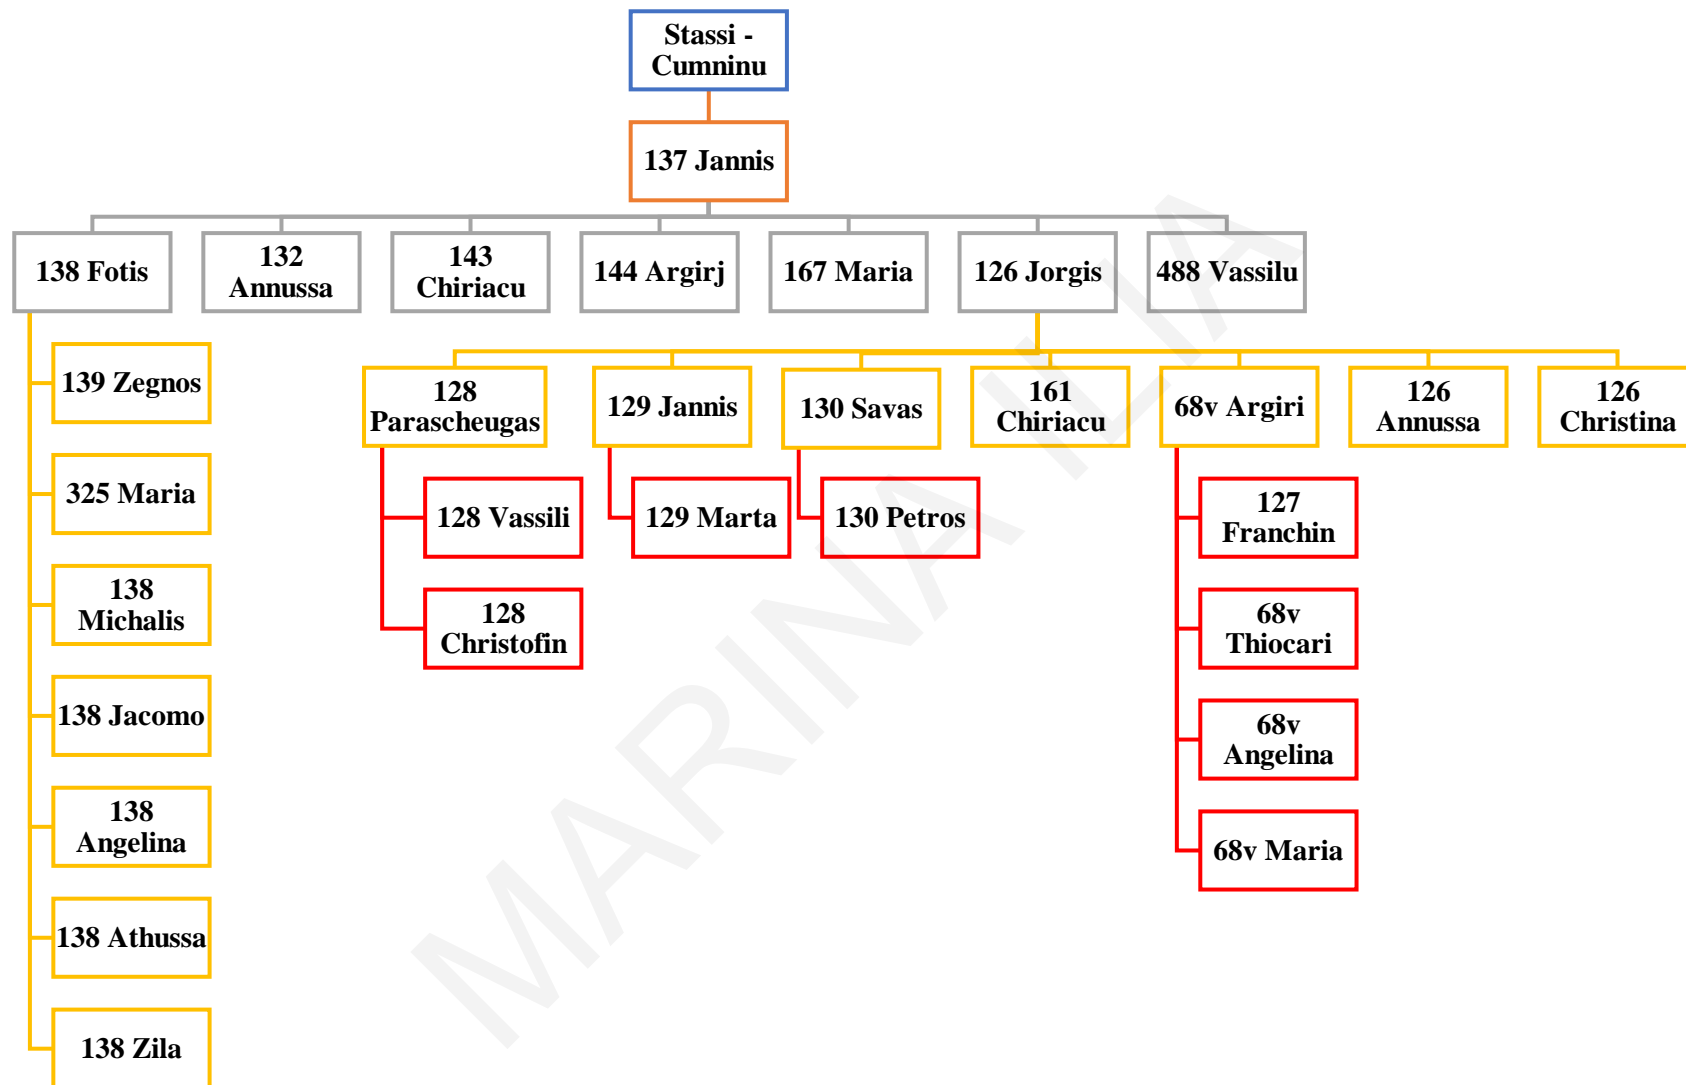 Stassi -
Cumninu
137 Jannis
138 Fotis
132
Annussa
143
Chiriacu
144 Argirj
167 Maria
126 Jorgis
488 Vassilu
139 Zegnos
325 Maria
138
Michalis
138 Jacomo
138
Angelina
138 Athussa
138 Zila
128
Parascheugas
129 Jannis
130 Savas
161
Chiriacu
68v Argiri
126
Annussa
126
Christina
128 Vassili
128
Christofin
129 Marta
130 Petros
127
Franchin
68v
Thiocari
68v
Angelina
68v Maria
MARINA ILIA